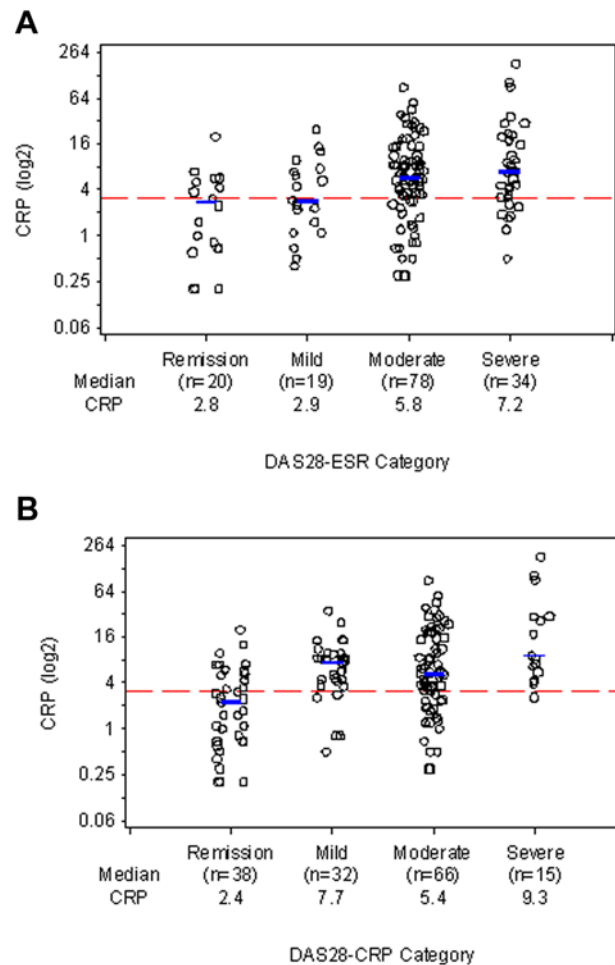 A
264
64
16
4
1
0.25
0.06
CRP (log2)
Remission Mild Moderate Severe
Median (n=20) (n=19) (n=78) (n=34)
CRP 2.8 2.9 5.8 7.2
DAS28-ESR Category
B
264
64
16
4
1
0.25
0.06
CRP (log2)
Remission Mild Moderate Severe
Median (n=38) (n=32) (n=66) (n=15)
CRP 2.4 7.7 5.4 9.3
DAS28-CRP Category